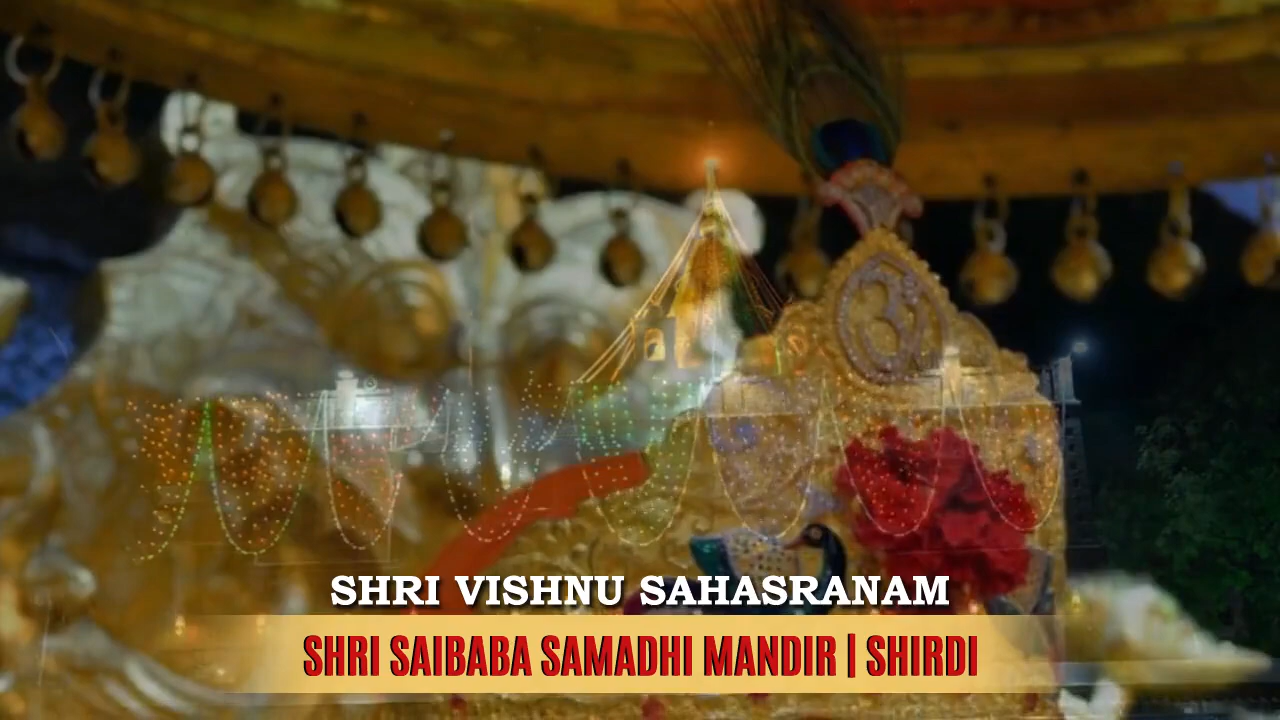 ॐ
SHRI VISHNU SAHASRANAM
SHRI SAIBABA SAMADHI MANDIR | SHIRDI